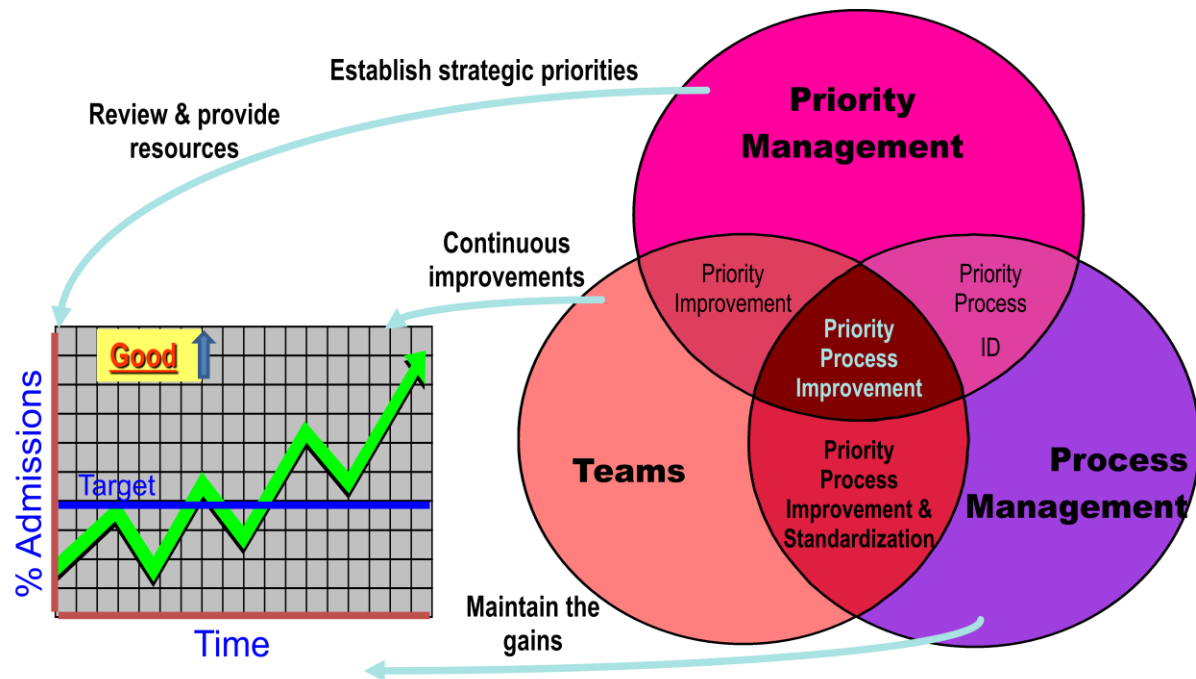 Establish strategic priorities
Review & provide
resources
Priority
Management
Continuous
improvements
Priority
Improvement
Priority
Process
ID
Priority
Process
Improvement
Good
% Admissions
Target
Time
Teams
Priority
Process
Improvement &
Standardization
Process
Management
Maintain the
gains